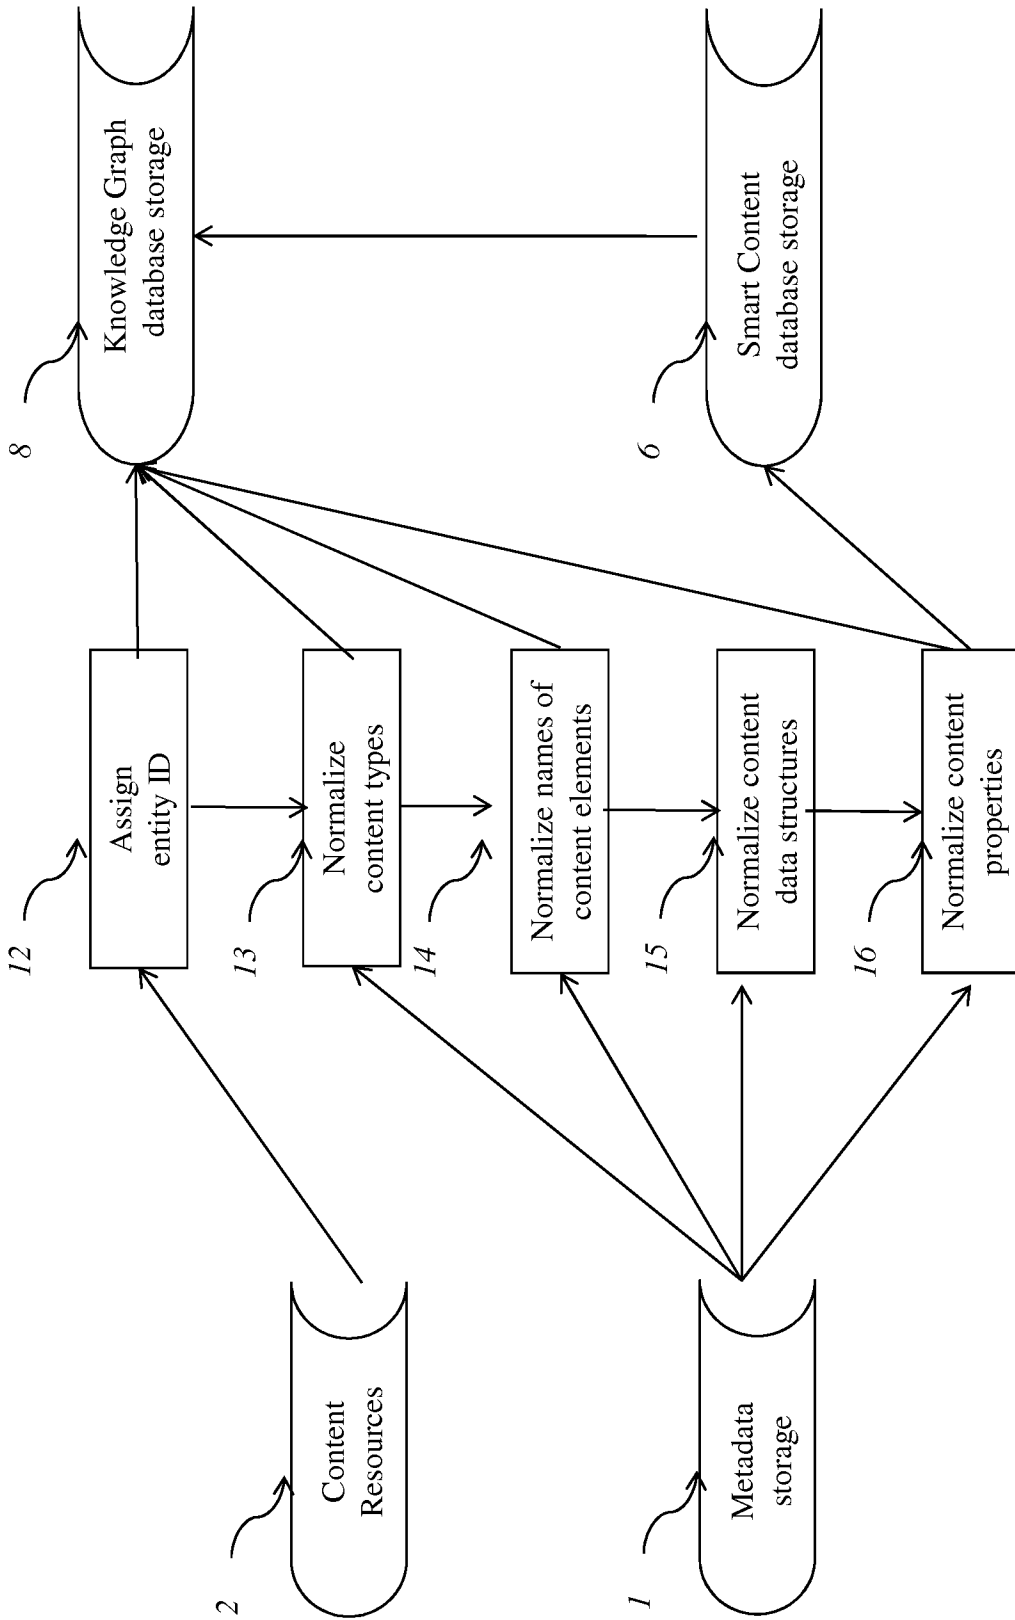 2
Content
Resources
1
Metadata
storage
12
Assign
entity ID
13
Normalize
content types
14
Normalize names of
content elements
15
Normalize content
data structures
16
Normalize content
properties
8
Knowledge Graph
database storage
6
Smart Content
database storage